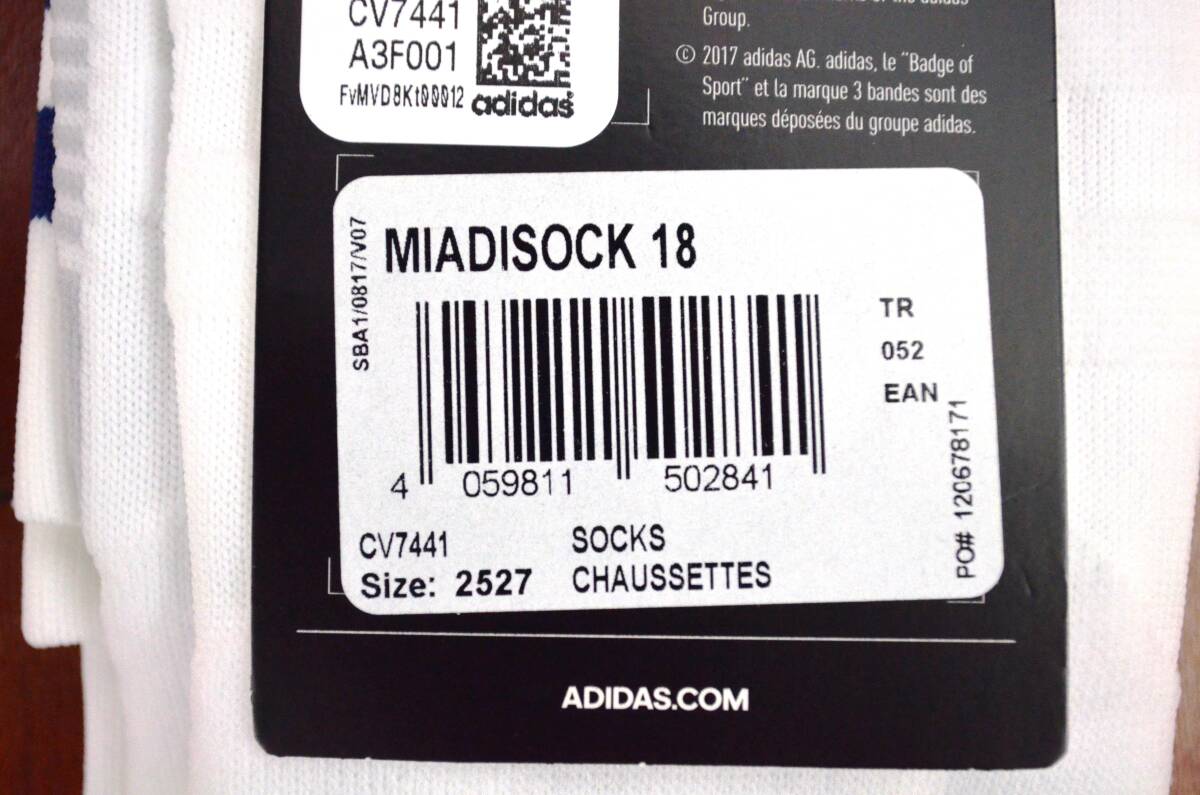 CV7441
A3F001
FvMVD8Kt00012
adidas
Group.
© 2017 adidas AG. adidas, le "Badge of
Sport" et la marque 3 bandes sont des
marques déposées du groupe adidas.
SBA1/0817/V07
MIADISOCK 18
TR
052
EAN
PO# 120678171
4 059811 502841
CV7441 SOCKS
Size: 2527 CHAUSSETTES
ADIDAS.COM